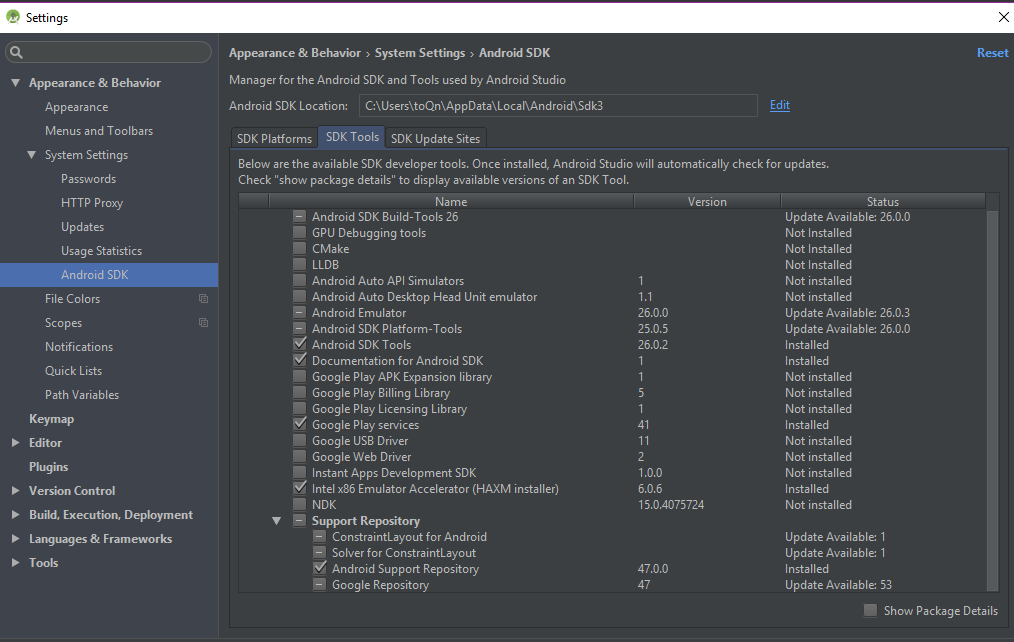 Settings
Appearance & Behavior › System Settings › Android SDK Reset
Manager for the Android SDK and Tools used by Android Studio
Android SDK Location: C:\Users\toQn\AppData\Local\Android\Sdk3 Edit
Appearance & Behavior
Appearance
Menus and Toolbars
System Settings
Passwords
HTTP Proxy
Updates
Usage Statistics
Android SDK
File Colors
Scopes
Notifications
Quick Lists
Path Variables
Keymap
Editor
Plugins
Version Control
Build, Execution, Deployment
Languages & Frameworks
Tools
SDK Platforms SDK Tools SDK Update Sites
Below are the available SDK developer tools. Once installed, Android Studio will automatically check for updates.
Check "show package details" to display available versions of an SDK Tool.
Name Version Status
Android SDK Build-Tools 26 Update Available: 26.0.0
GPU Debugging tools Not Installed
CMake Not Installed
LLDB Not Installed
Android Auto API Simulators 1 Not installed
Android Auto Desktop Head Unit emulator 1.1 Not installed
Android Emulator 26.0.0 Update Available: 26.0.3
Android SDK Platform-Tools 25.0.5 Update Available: 26.0.0
Android SDK Tools 26.0.2 Installed
Documentation for Android SDK 1 Installed
Google Play APK Expansion library 1 Not installed
Google Play Billing Library 5 Not installed
Google Play Licensing Library 1 Not installed
Google Play services 41 Installed
Google USB Driver 11 Not installed
Google Web Driver 2 Not installed
Instant Apps Development SDK 1.0.0 Not installed
Intel x86 Emulator Accelerator (HAXM installer) 6.0.6 Installed
NDK 15.0.4075724 Not installed
Support Repository
ConstraintLayout for Android Update Available: 1
Solver for ConstraintLayout Update Available: 1
Android Support Repository 47.0.0 Installed
Google Repository 47 Update Available: 53
Show Package Details